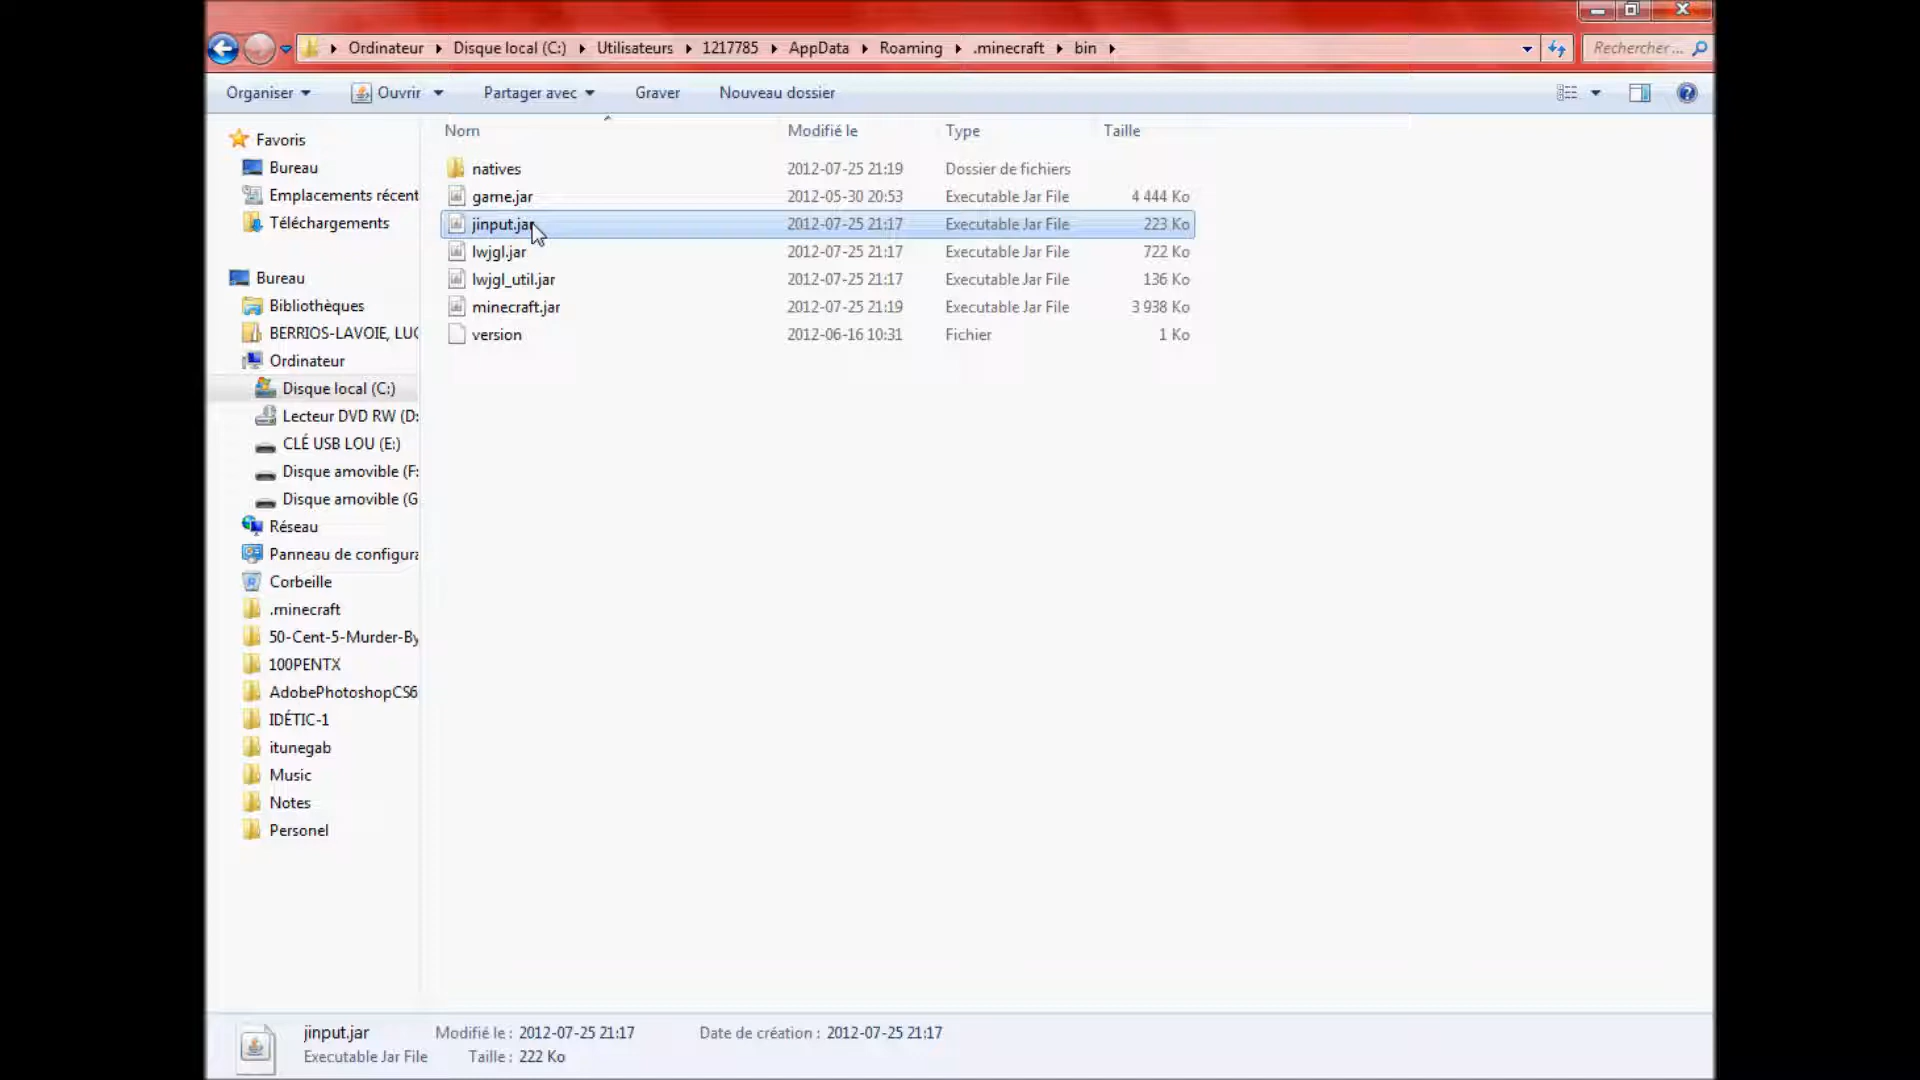 Ordinateur Disque local (C:) Utilisateurs 1217785 AppData Roaming .minecraft bin Rechercher ...
Organiser Ouvrir Partager avec Graver Nouveau dossier
Nom Modifié le Type Taille
natives 2012-07-25 21:19 Dossier de fichiers
game.jar 2012-05-30 20:53 Executable Jar File 4 444 Ko
jinput.jar 2012-07-25 21:17 Executable Jar File 223 Ko
lwjgl.jar 2012-07-25 21:17 Executable Jar File 722 Ko
lwjgl_util.jar 2012-07-25 21:17 Executable Jar File 136 Ko
minecraft.jar 2012-07-25 21:19 Executable Jar File 3 938 Ko
version 2012-06-16 10:31 Fichier 1 Ko
Favoris
Bureau
Emplacements récent
Téléchargements
Bureau
Bibliothèques
BERRIOS-LAVOIE, LUC
Ordinateur
Disque local (C:)
Lecteur DVD RW (D:
CLÉ USB LOU (E:)
Disque amovible (F:
Disque amovible (G
Réseau
Panneau de configura
Corbeille
.minecraft
50-Cent-5-Murder-By
100PENTX
AdobePhotoshopCS6
IDÉTIC-1
itunegab
Music
Notes
Personel
jinput.jar Modifié le : 2012-07-25 21:17 Date de création : 2012-07-25 21:17
Executable Jar File Taille : 222 Ko